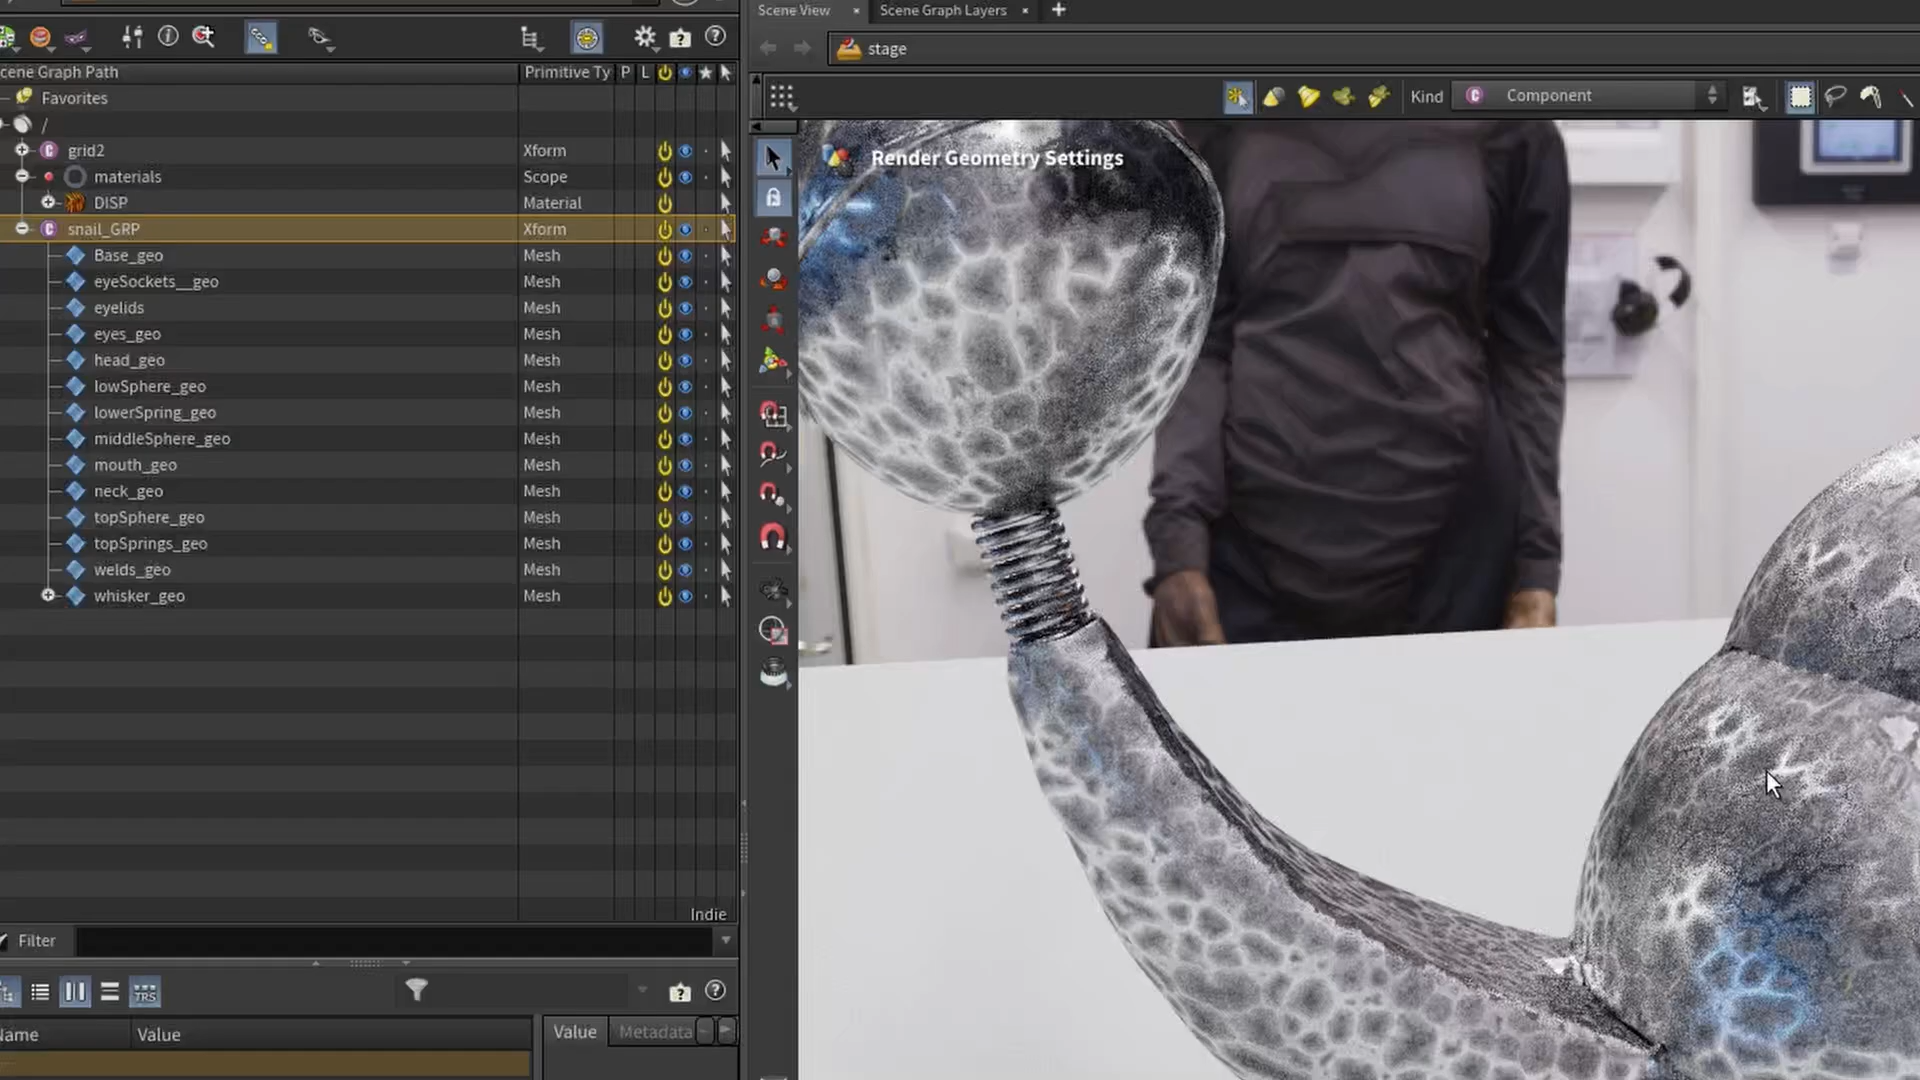 Scene View
Scene Graph Layers
stage
cene Graph Path
Primitive Ty
P
L
Kind
Component
Favorites
/
Render Geometry Settings
grid2 Xform
materials Scope
DISP Material
snail_GRP Xform
Base_geo Mesh
eyeSockets__geo Mesh
eyelids Mesh
eyes_geo Mesh
head_geo Mesh
lowSphere_geo Mesh
lowerSpring_geo Mesh
middleSphere_geo Mesh
mouth_geo Mesh
neck_geo Mesh
topSphere_geo Mesh
topSprings_geo Mesh
welds_geo Mesh
whisker_geo Mesh
Indie
Filter
TRS
Name Value
Value Metadata